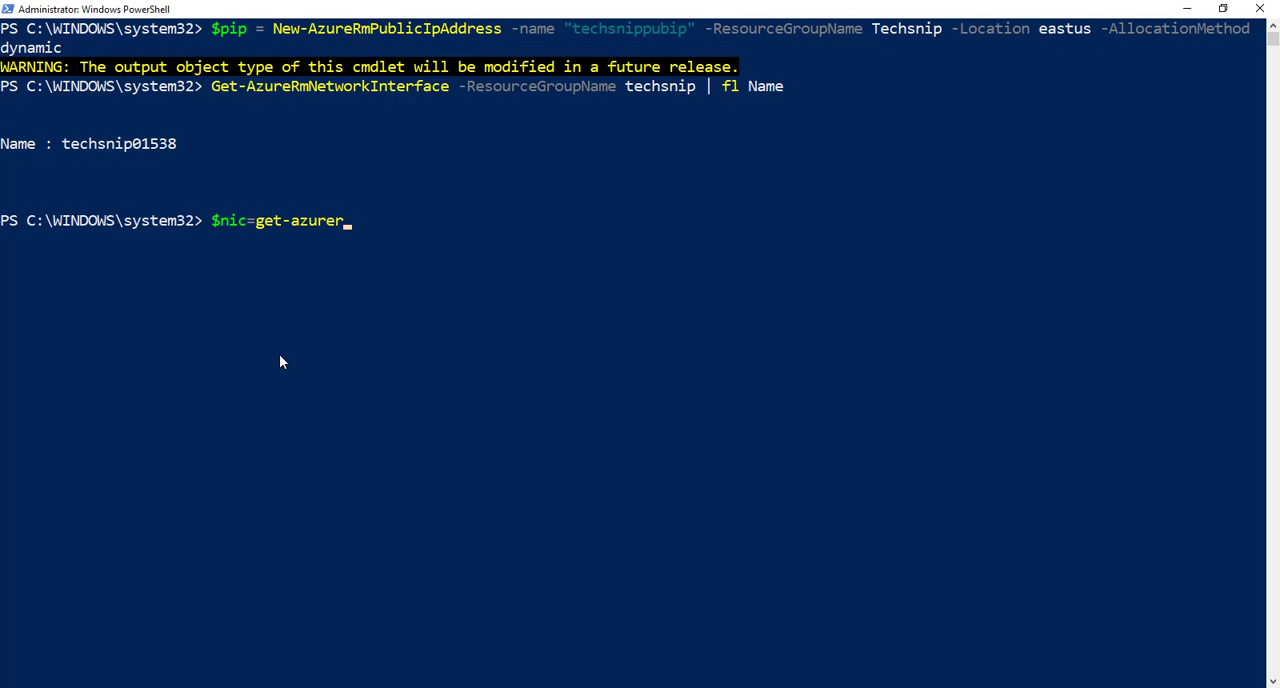 Administrator: Windows PowerShell
PS C:\WINDOWS\system32> $pip = New-AzureRmPublicIpAddress -name "techsnippubip" -ResourceGroupName Techsnip -Location eastus -AllocationMethod
dynamic
WARNING: The output object type of this cmdlet will be modified in a future release.
PS C:\WINDOWS\system32> Get-AzureRmNetworkInterface -ResourceGroupName techsnip | fl Name
Name : techsnip01538
PS C:\WINDOWS\system32> $nic=get-azurer